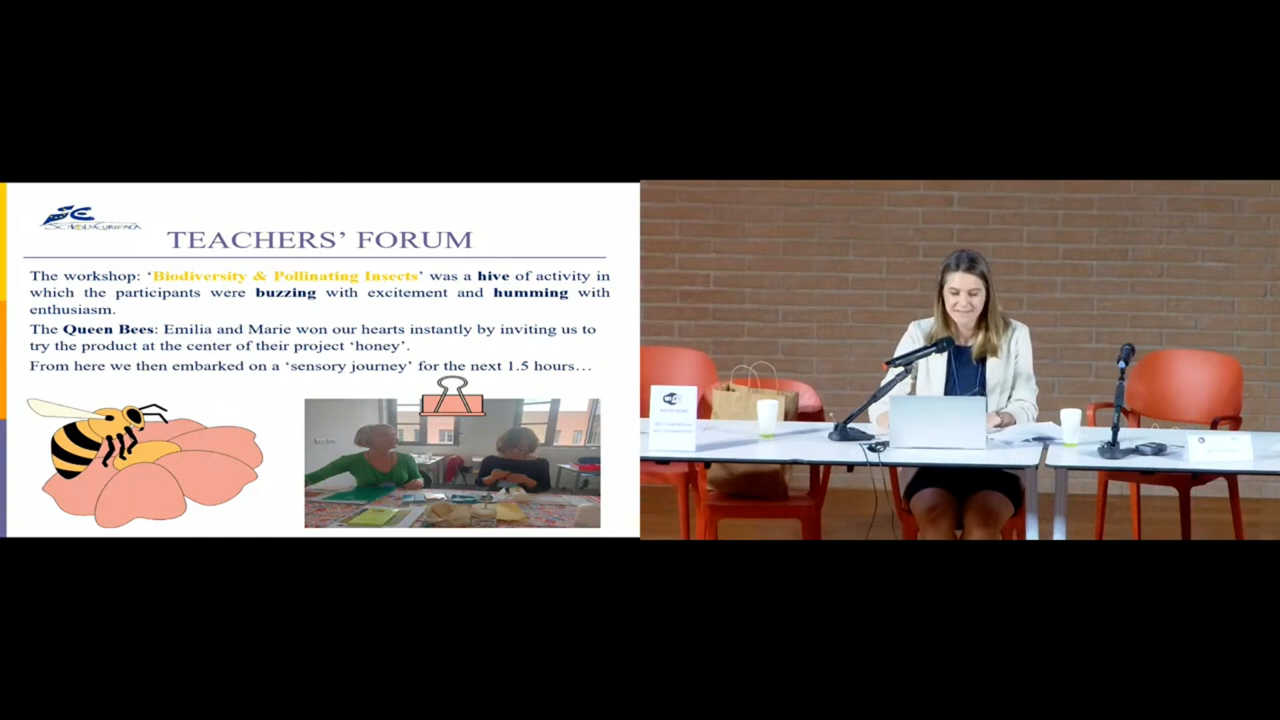 SCHOLA EUROPAEA
TEACHERS’ FORUM
The workshop: ‘Biodiversity & Pollinating Insects’ was a hive of activity in
which the participants were buzzing with excitement and humming with
enthusiasm.
The Queen Bees: Emilia and Marie won our hearts instantly by inviting us to
try the product at the center of their project ‘honey’.
From here we then embarked on a ‘sensory journey’ for the next 1.5 hours…